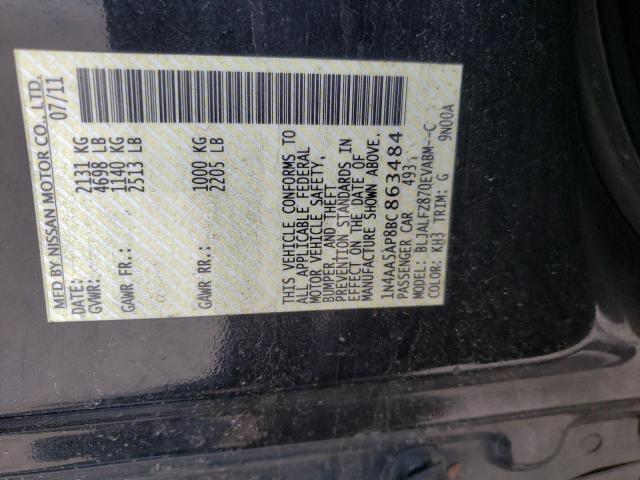 MFD BY NISSAN MOTOR CO., LTD.
DATE: 07/11
GVWR: 2131 KG
4698 LB
GAWR FR.: 1140 KG
2513 LB
GAWR RR.: 1000 KG
2205 LB
THIS VEHICLE CONFORMS TO
ALL APPLICABLE FEDERAL
MOTOR VEHICLE SAFETY,
BUMPER, AND THEFT
PREVENTION STANDARDS IN
EFFECT ON THE DATE OF
MANUFACTURE SHOWN ABOVE.
1N4AA5AP8BC863484
PASSENGER CAR 493
MODEL: BLJALFZ870EVABM--C
COLOR: KH3 TRIM: G 9N00A